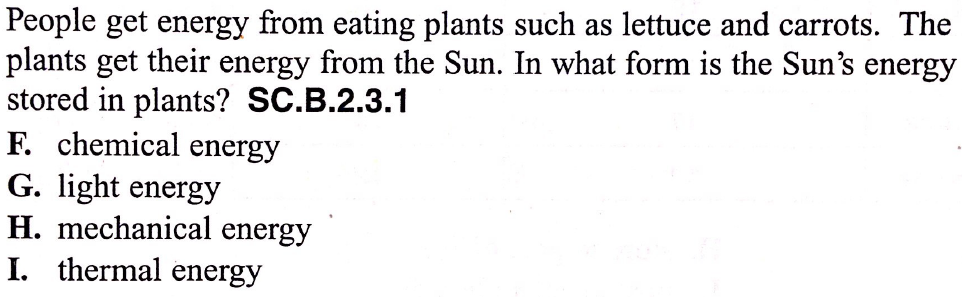 People get energy from eating plants such as lettuce and carrots. The
plants get their energy from the Sun. In what form is the Sun's energy
stored in plants? SC.B.2.3.1
F. chemical energy
G. light energy
H. mechanical energy
I. thermal energy